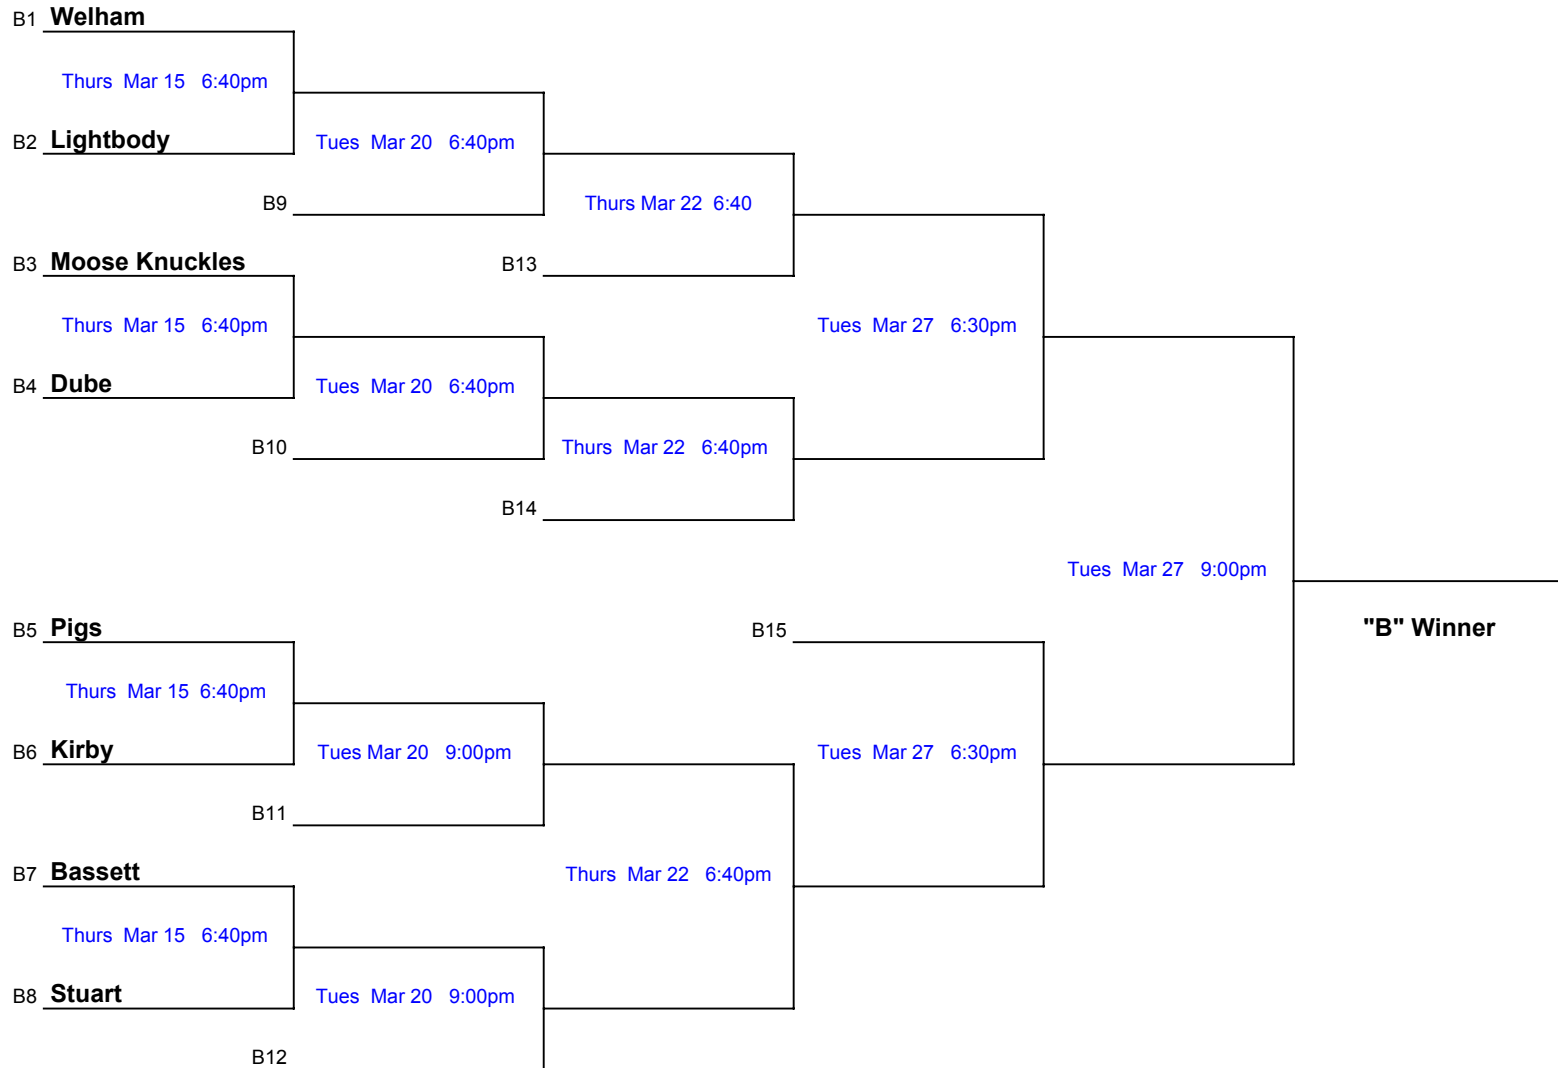 B1 Welham
Thurs Mar 15 6:40pm
B2 Lightbody
Tues Mar 20 6:40pm
B9
Thurs Mar 22 6:40
B3 Moose Knuckles
B13
Thurs Mar 15 6:40pm
Tues Mar 27 6:30pm
B4 Dube
Tues Mar 20 6:40pm
B10
Thurs Mar 22 6:40pm
B14
Tues Mar 27 9:00pm
B5 Pigs
B15
"B" Winner
Thurs Mar 15 6:40pm
B6 Kirby
Tues Mar 20 9:00pm
Tues Mar 27 6:30pm
B11
B7 Bassett
Thurs Mar 22 6:40pm
Thurs Mar 15 6:40pm
B8 Stuart
Tues Mar 20 9:00pm
B12